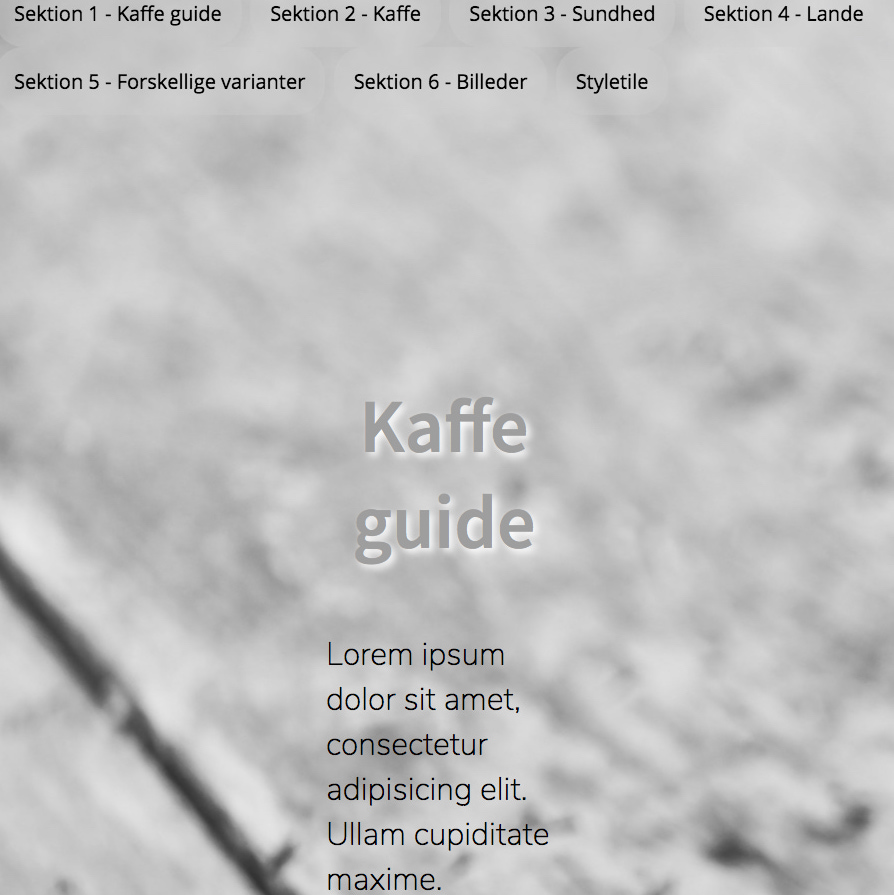 Sektion 1 - Kaffe guide Sektion 2 - Kaffe Sektion 3 - Sundhed Sektion 4 - Lande
Sektion 5 - Forskellige varianter Sektion 6 - Billeder Styletile
Kaffe
guide
Lorem ipsum
dolor sit amet,
consectetur
adipisicing elit.
Ullam cupiditate
maxime.